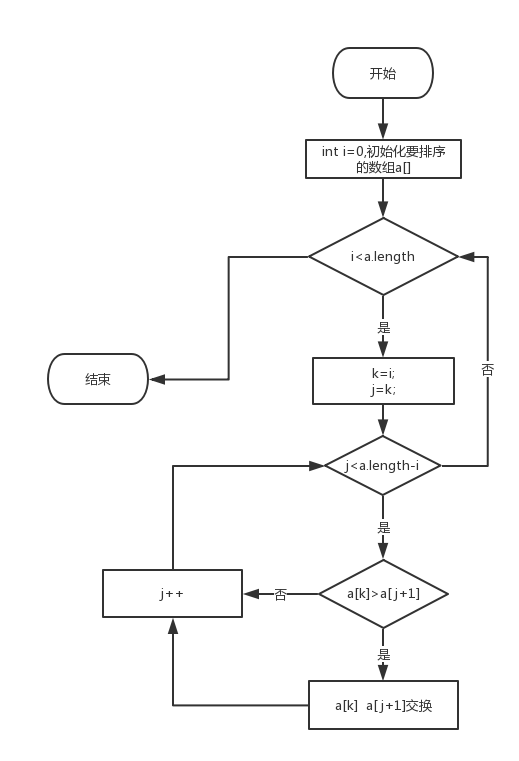 开始
int i=0,初始化要排序
的数组a[]
i<a.length
是
k=i;
j=k;
结束
否
j<a.length-i
是
a[k]>a[j+1]
否
j++
是
a[k] a[j+1]交换